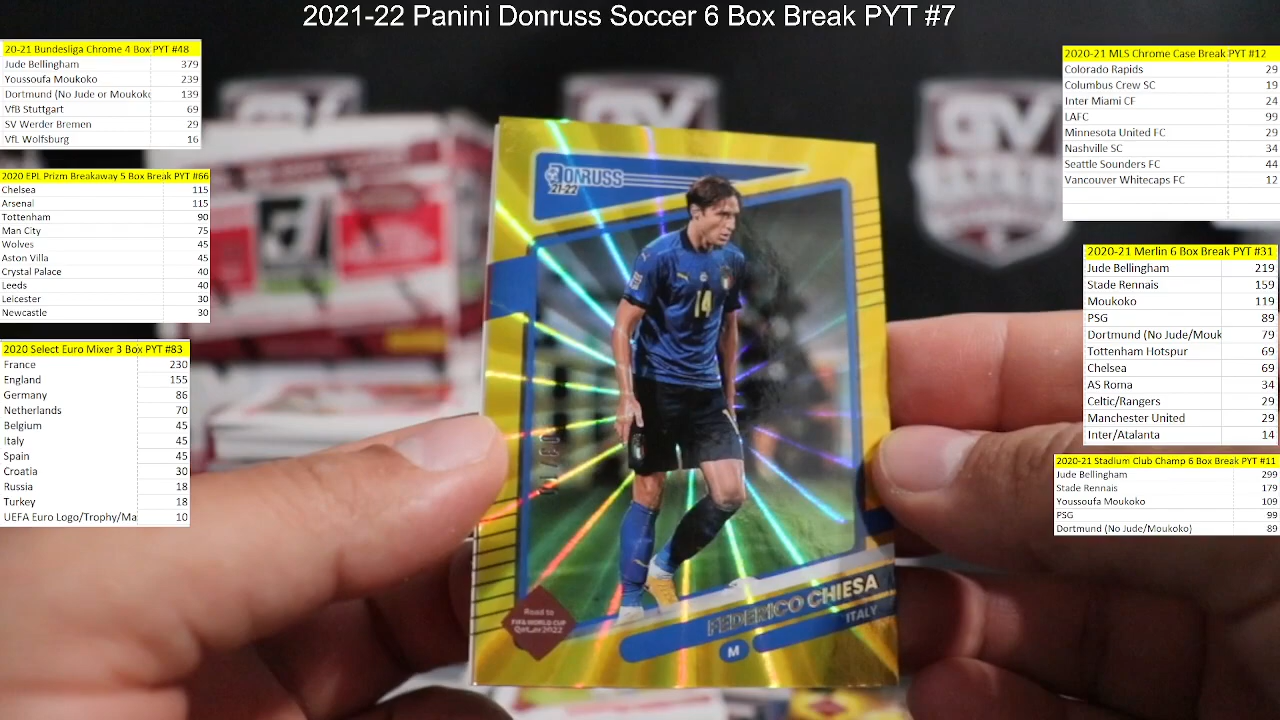 2021-22 Panini Donruss Soccer 6 Box Break PYT #7
20-21 Bundesliga Chrome 4 Box PYT #48
Jude Bellingham 379
Youssoufa Moukoko 239
Dortmund (No Jude or Moukoko 139
VfB Stuttgart 69
SV Werder Bremen 29
VfL Wolfsburg 16
2020 EPL Prizm Breakaway 5 Box Break PYT #66
Chelsea 115
Arsenal 115
Tottenham 90
Man City 75
Wolves 45
Aston Villa 45
Crystal Palace 40
Leeds 40
Leicester 30
Newcastle 30
2020 Select Euro Mixer 3 Box PYT #83
France 230
England 155
Germany 86
Netherlands 70
Belgium 45
Italy 45
Spain 45
Croatia 30
Russia 18
Turkey 18
UEFA Euro Logo/Trophy/Ma 10
DONRUSS
21-22
14
Road to
FIFA WORLD CUP
Qatar2022
FEDERICO CHIESA
ITALY
M
2020-21 MLS Chrome Case Break PYT #12
Colorado Rapids 29
Columbus Crew SC 19
Inter Miami CF 24
LAFC 99
Minnesota United FC 29
Nashville SC 34
Seattle Sounders FC 44
Vancouver Whitecaps FC 12
2020-21 Merlin 6 Box Break PYT #31
Jude Bellingham 219
Stade Rennais 159
Moukoko 119
PSG 89
Dortmund (No Jude/Mouk 79
Tottenham Hotspur 69
Chelsea 69
AS Roma 34
Celtic/Rangers 29
Manchester United 29
Inter/Atalanta 14
2020-21 Stadium Club Champ 6 Box Break PYT #11
Jude Bellingham 299
Stade Rennais 179
Youssoufa Moukoko 109
PSG 99
Dortmund (No Jude/Moukoko) 89